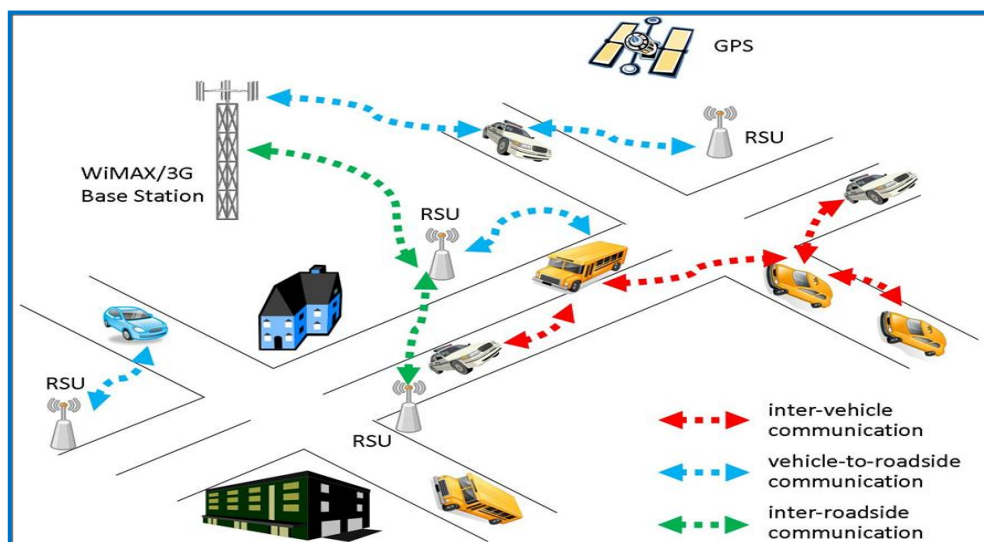 GPS
RSU
WiMAX/3G
Base Station
RSU
RSU
RSU
inter-vehicle
communication
vehicle-to-roadside
communication
inter-roadside
communication